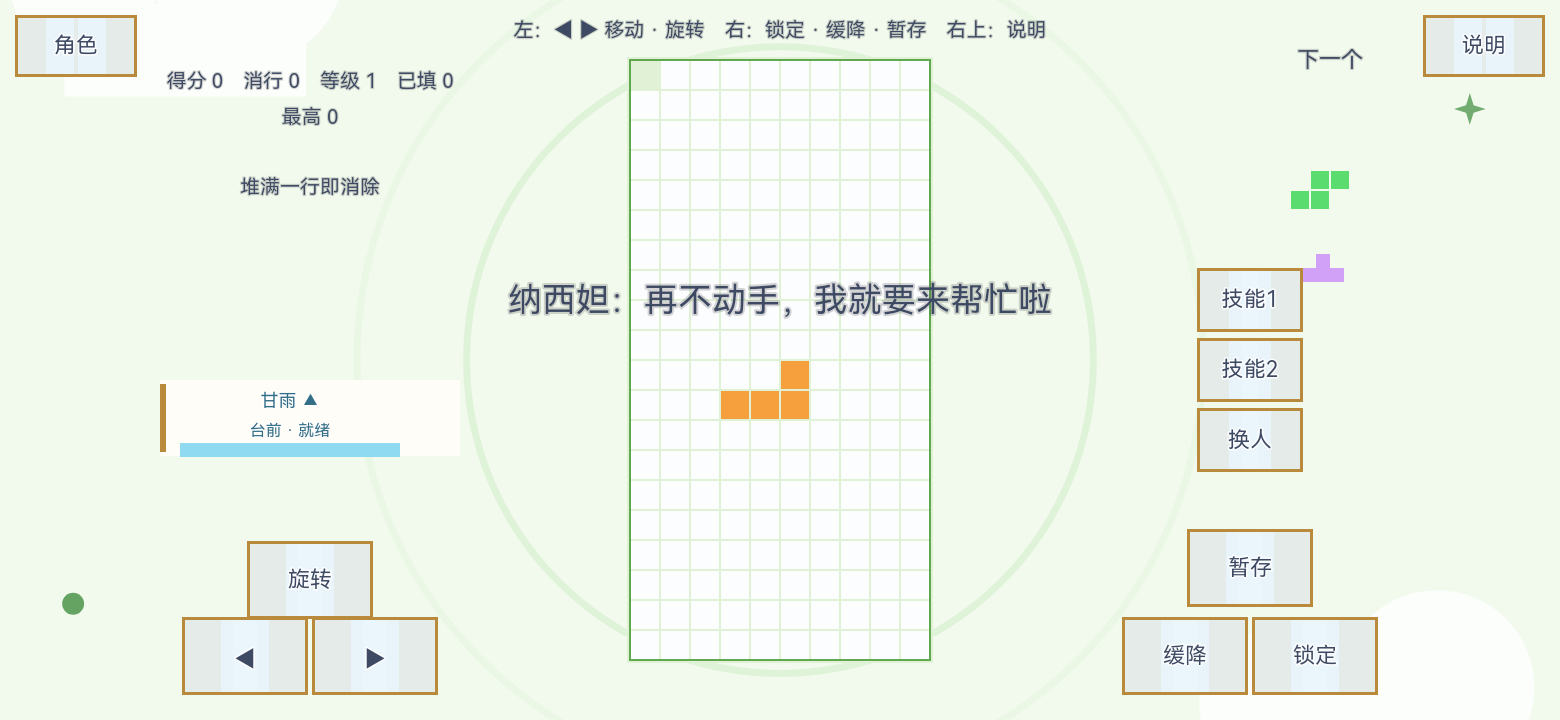 角色
左: ◀ ▶ 移动 · 旋转 右: 锁定 · 缓降 · 暂存 右上: 说明
说明
下一个
得分 0 消行 0 等级 1 已填 0
最高 0
堆满一行即消除
纳西妲: 再不动手, 我就要来帮忙啦
技能1
技能2
换人
甘雨 ▲
台前 · 就绪
旋转
◀ ▶
暂存
缓降
锁定